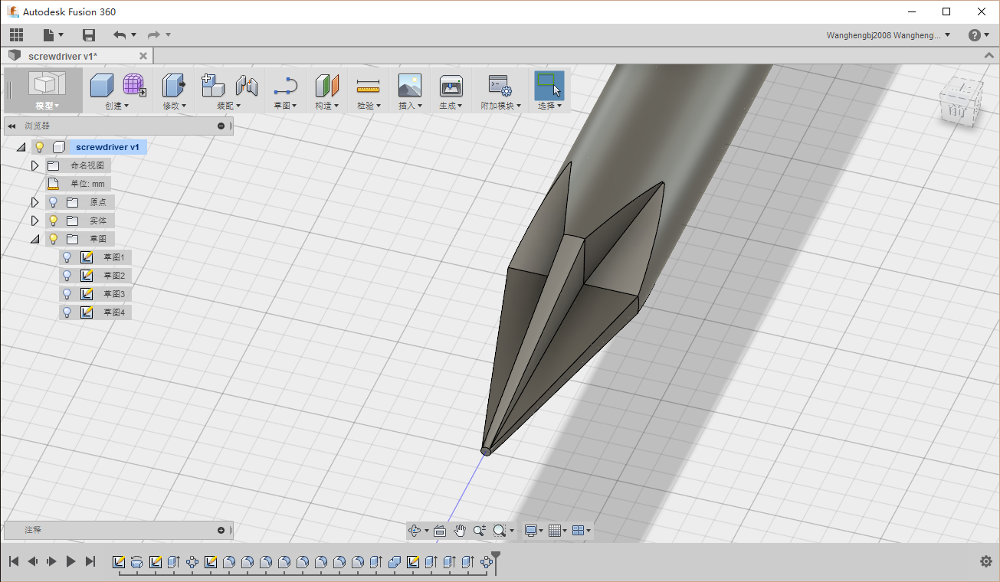 Autodesk Fusion 360
Wanghengbj2008 Wanghengl...
screwdriver v1*
模型
创建
修改
装配
草图
构造
检验
插入
生成
附加模块
选择
浏览器
screwdriver v1
命名视图
单位: mm
原点
实体
草图
草图1
草图2
草图3
草图4
注释